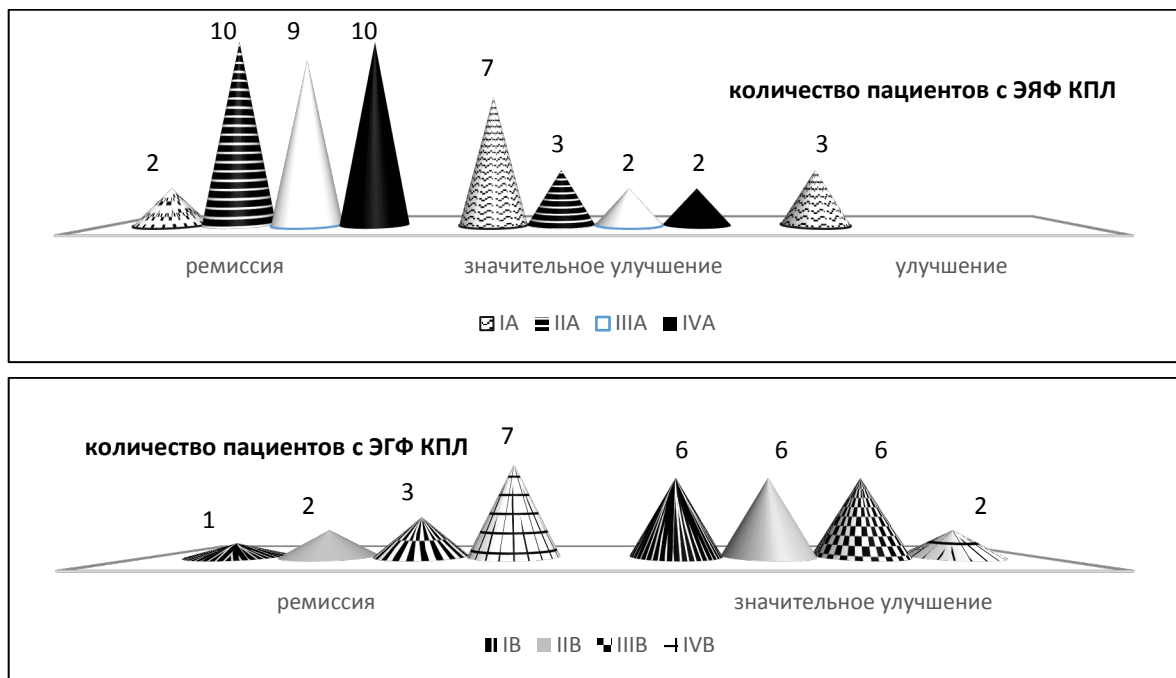 10 9 10
7
количество пациентов с ЭЯФ КПЛ
3 3
2 2 2
ремиссия значительное улучшение улучшение
IA IIA IIIA IVA
7
количество пациентов с ЭГФ КПЛ
6 6 6
1 2 3 2
ремиссия значительное улучшение
IB IIB IIIB IVB